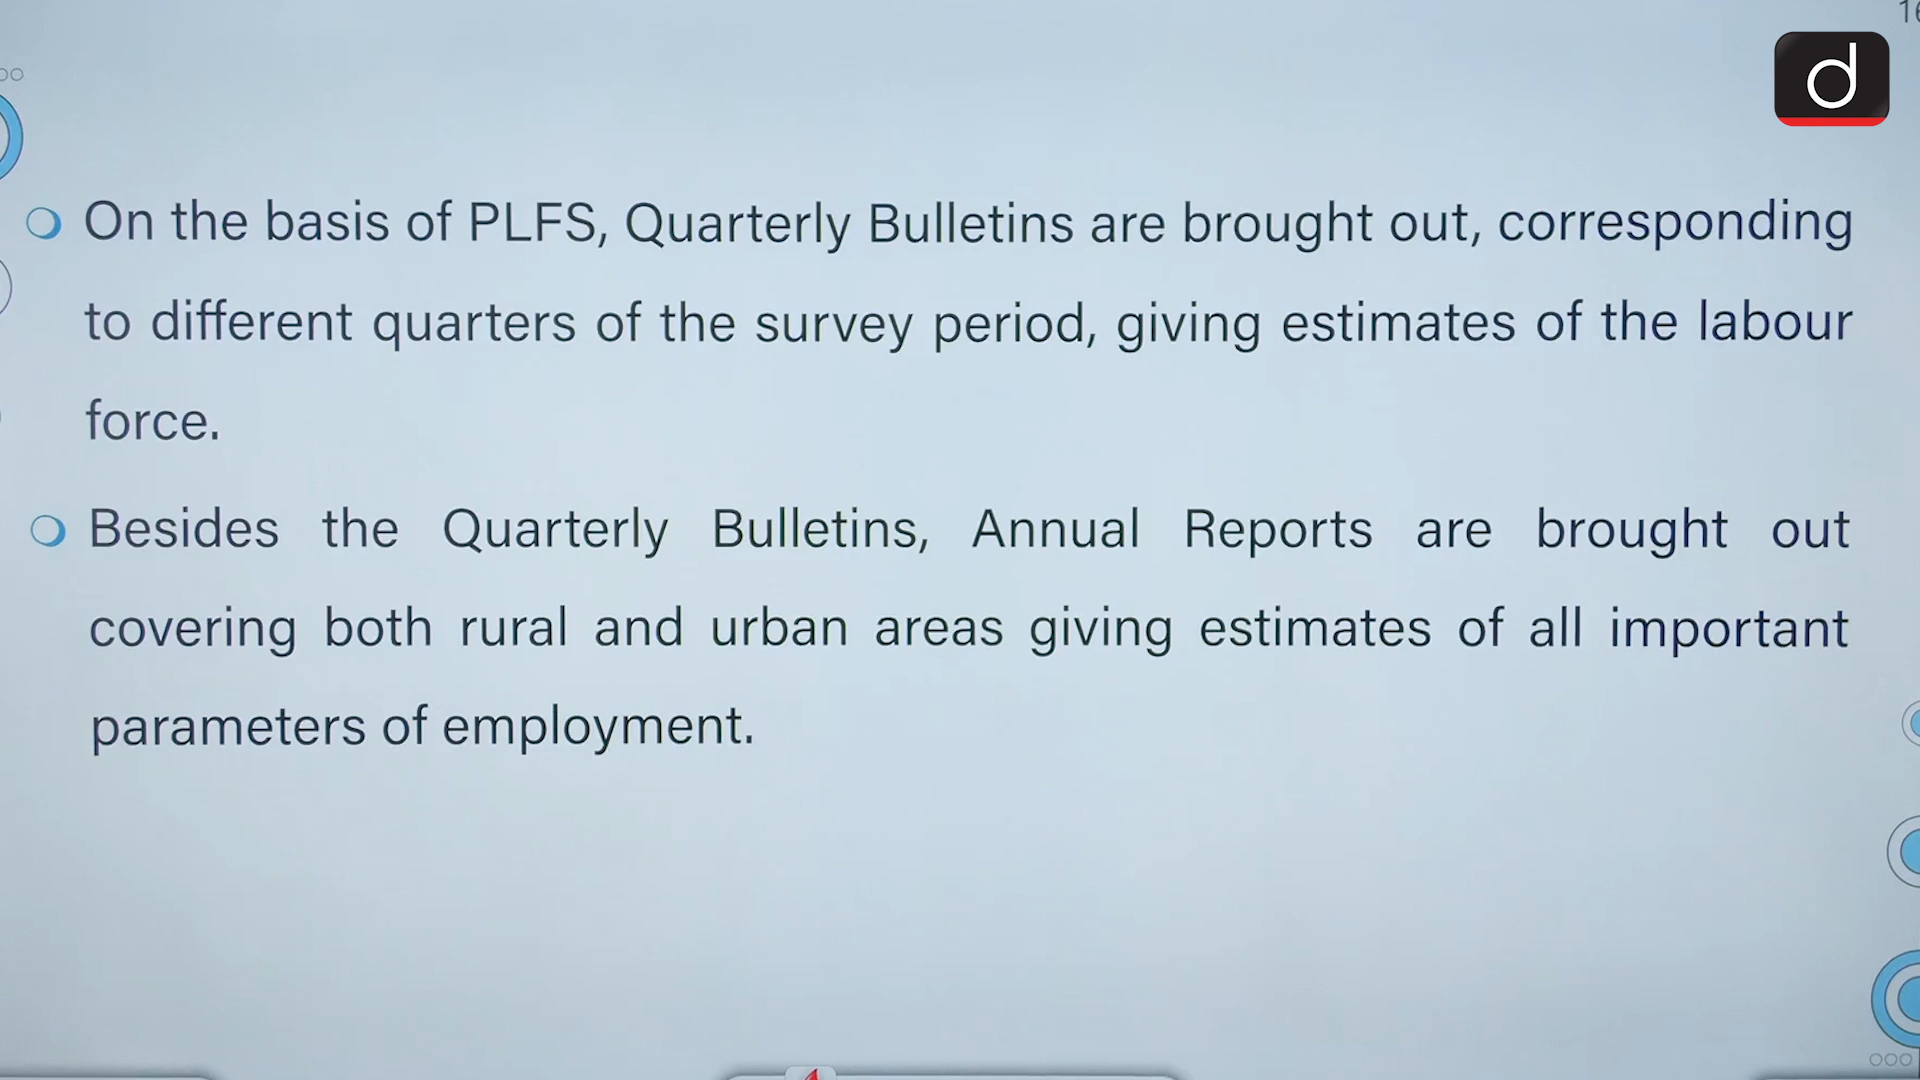 On the basis of PLFS, Quarterly Bulletins are brought out, corresponding
to different quarters of the survey period, giving estimates of the labour
force.
Besides the Quarterly Bulletins, Annual Reports are brought out
covering both rural and urban areas giving estimates of all important
parameters of employment.
d